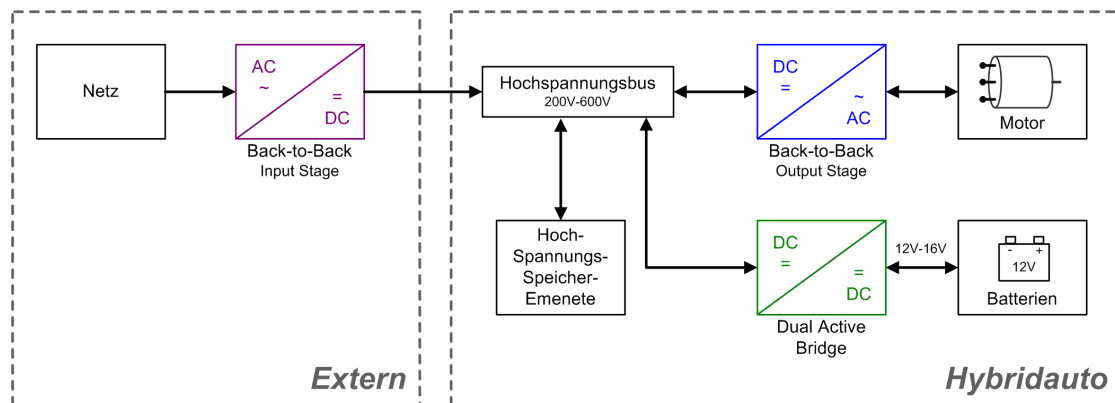 Netz
AC
~
=
DC
Back-to-Back
Input Stage
Hochspannungsbus
200V-600V
DC
=
~
AC
Back-to-Back
Output Stage
Motor
Hoch-
Spannungs-
Speicher-
Emenete
DC
=
=
DC
Dual Active
Bridge
12V-16V
- +
12V
Batterien
Extern
Hybridauto